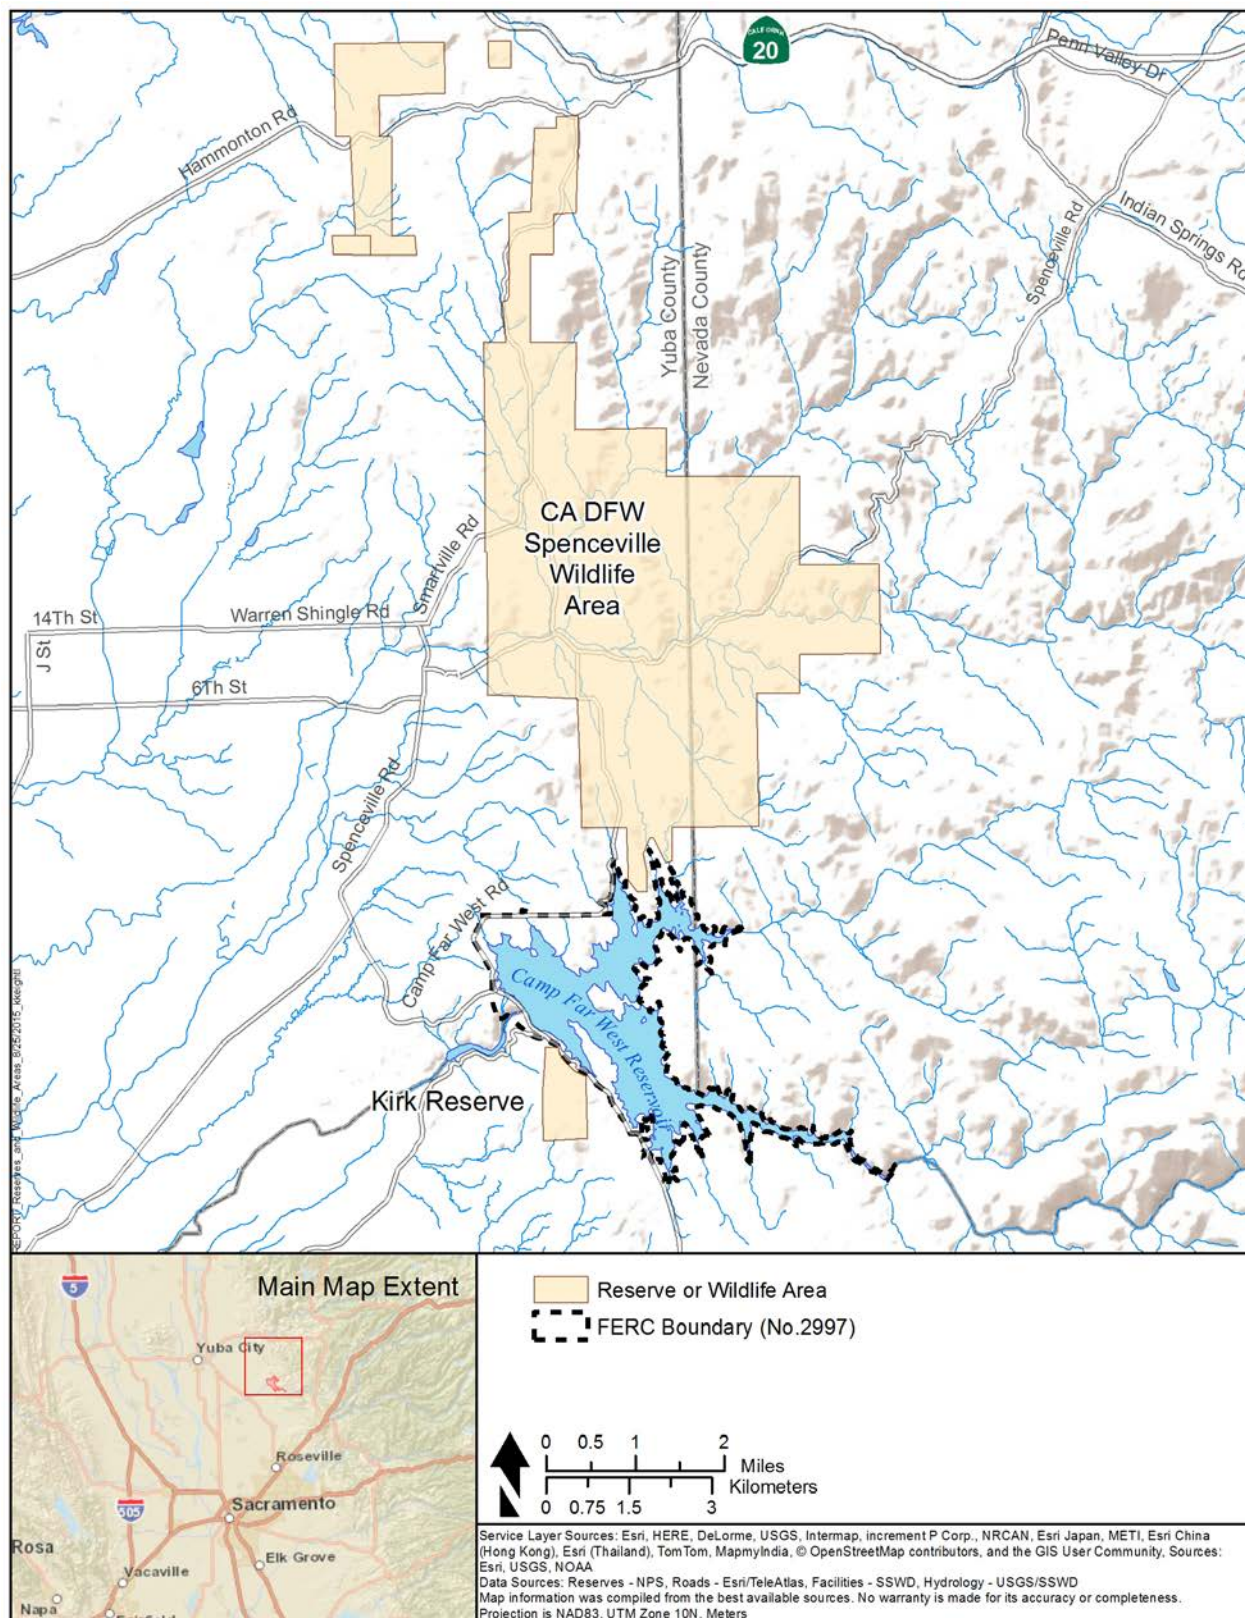 CALIFORNIA
20
Penn Valley Dr
Hammonton Rd
Indian Springs Rd
Spenceville Rd
Yuba County
Nevada County
CA DFW
Spenceville
Wildlife
Area
Smartville Rd
14Th St
Warren Shingle Rd
J St
6Th St
Spenceville Rd
Camp Far West Rd
Camp Far West Reservoir
Kirk Reserve
Main Map Extent
5
Yuba City
Roseville
505
Sacramento
Rosa
Elk Grove
Vacaville
Napa
Fairfield
Reserve or Wildlife Area
FERC Boundary (No.2997)
0 0.5 1 2
Miles
Kilometers
0 0.75 1.5 3
Service Layer Sources: Esri, HERE, DeLorme, USGS, Intermap, increment P Corp., NRCAN, Esri Japan, METI, Esri China
(Hong Kong), Esri (Thailand), TomTom, MapmyIndia, © OpenStreetMap contributors, and the GIS User Community, Sources:
Esri, USGS, NOAA
Data Sources: Reserves - NPS, Roads - Esri/TeleAtlas, Facilities - SSWD, Hydrology - USGS/SSWD
Map information was compiled from the best available sources. No warranty is made for its accuracy or completeness.
Projection is NAD83, UTM Zone 10N, Meters